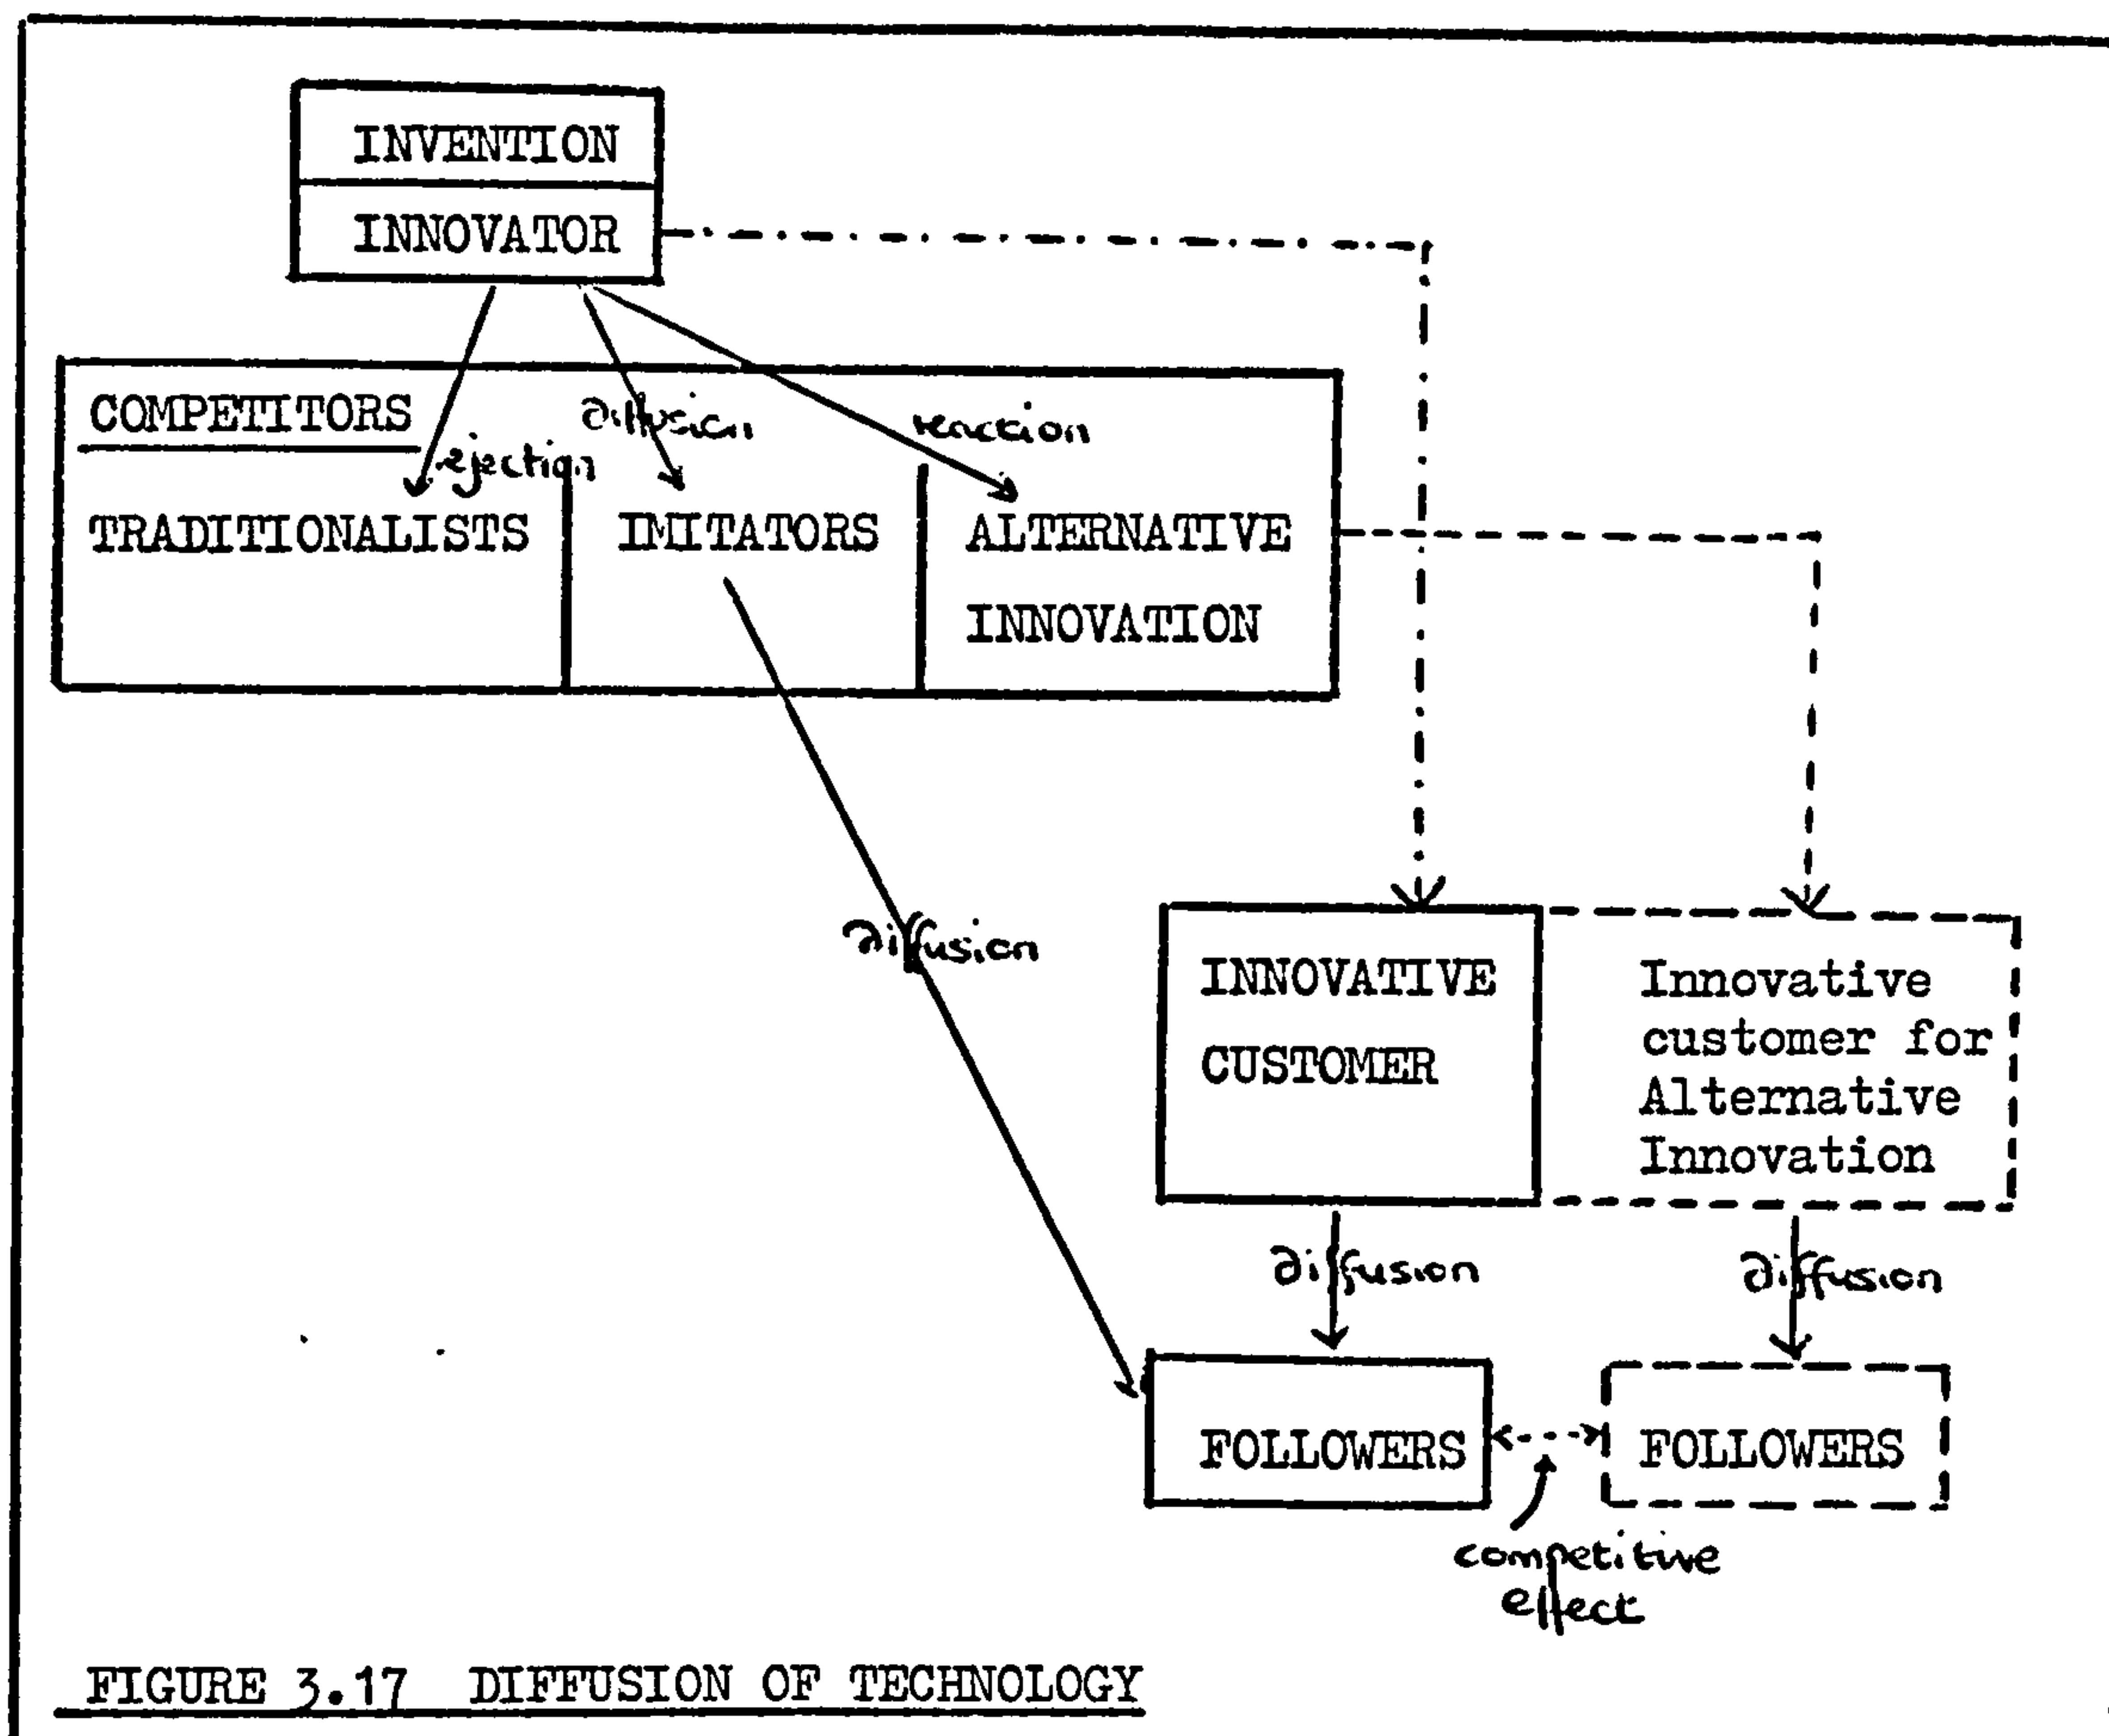 INVENTION
INNOVATOR
COMPETITORS
diffusion
reaction
ejection
TRADITIONALISTS
IMITATORS
ALTERNATIVE
INNOVATION
diffusion
INNOVATIVE
CUSTOMER
Innovative
customer for
Alternative
Innovation
diffusion
diffusion
FOLLOWERS
FOLLOWERS
competitive
effect
FIGURE 3.17 DIFFUSION OF TECHNOLOGY